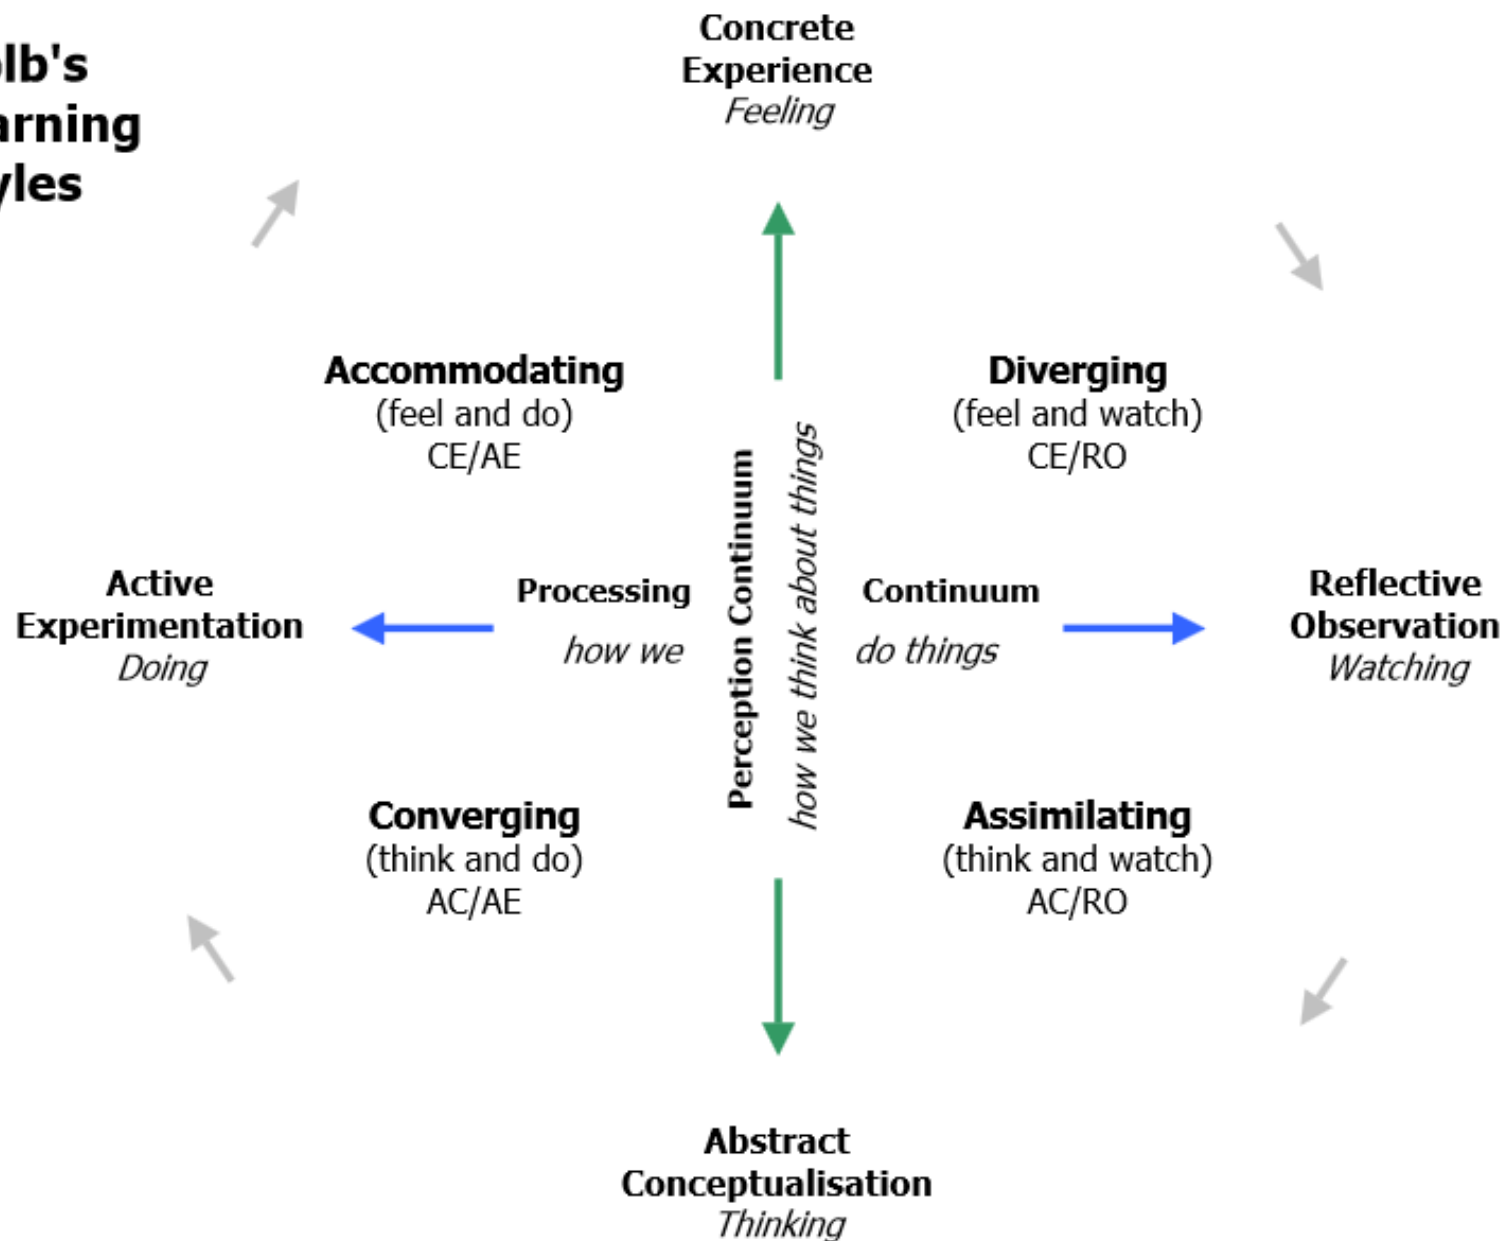 Concrete
Experience
Feeling
lb's
arning
yles
Accommodating
(feel and do)
CE/AE
Diverging
(feel and watch)
CE/RO
Perception Continuum
how we think about things
Active
Experimentation
Doing
Processing
how we
Continuum
do things
Reflective
Observation
Watching
Converging
(think and do)
AC/AE
Assimilating
(think and watch)
AC/RO
Abstract
Conceptualisation
Thinking